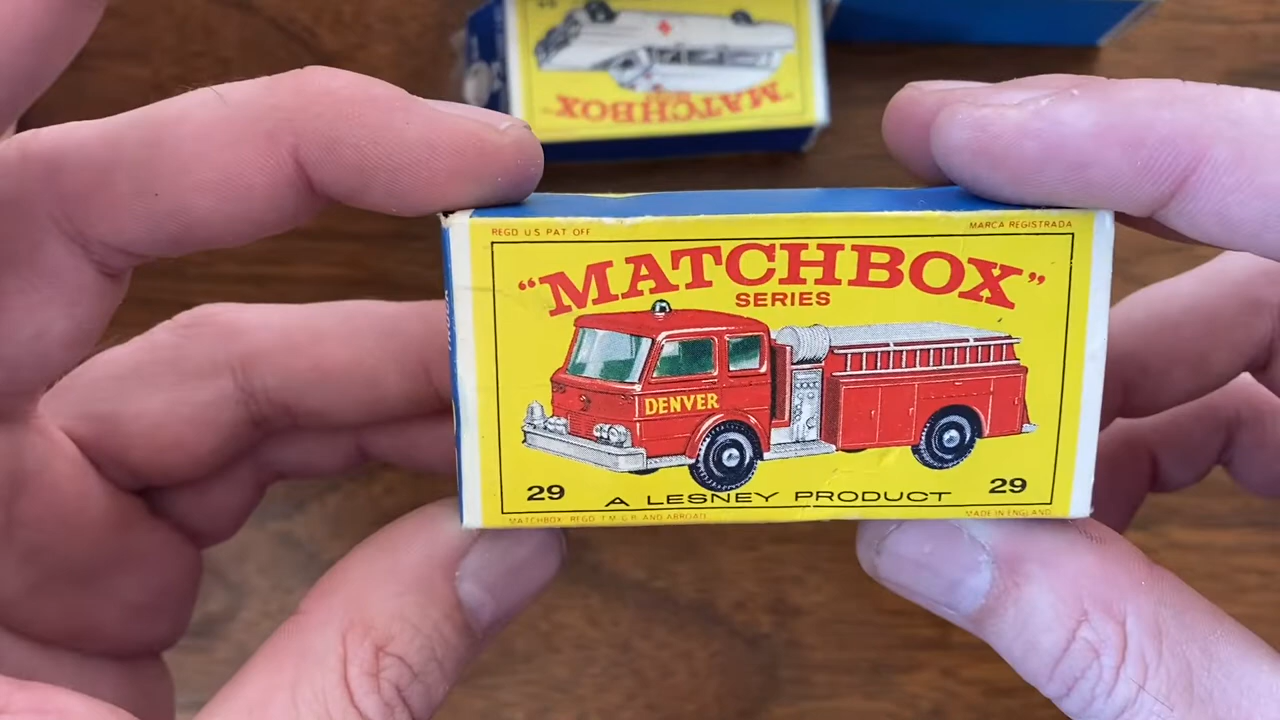 "MATCHBOX"
REGD U S PAT OFF
MARCA REGISTRADA
"MATCHBOX"
SERIES
DENVER
29
A LESNEY PRODUCT
29
MATCHBOX REGD T.M. G.B. AND ABROAD
MADE IN ENGLAND